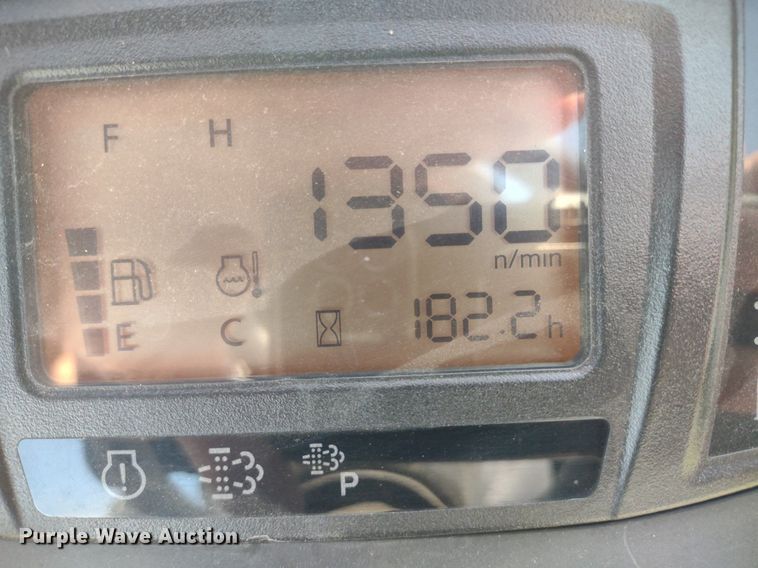 F H
1350
n/min
E C 182.2h
P
Purple Wave Auction